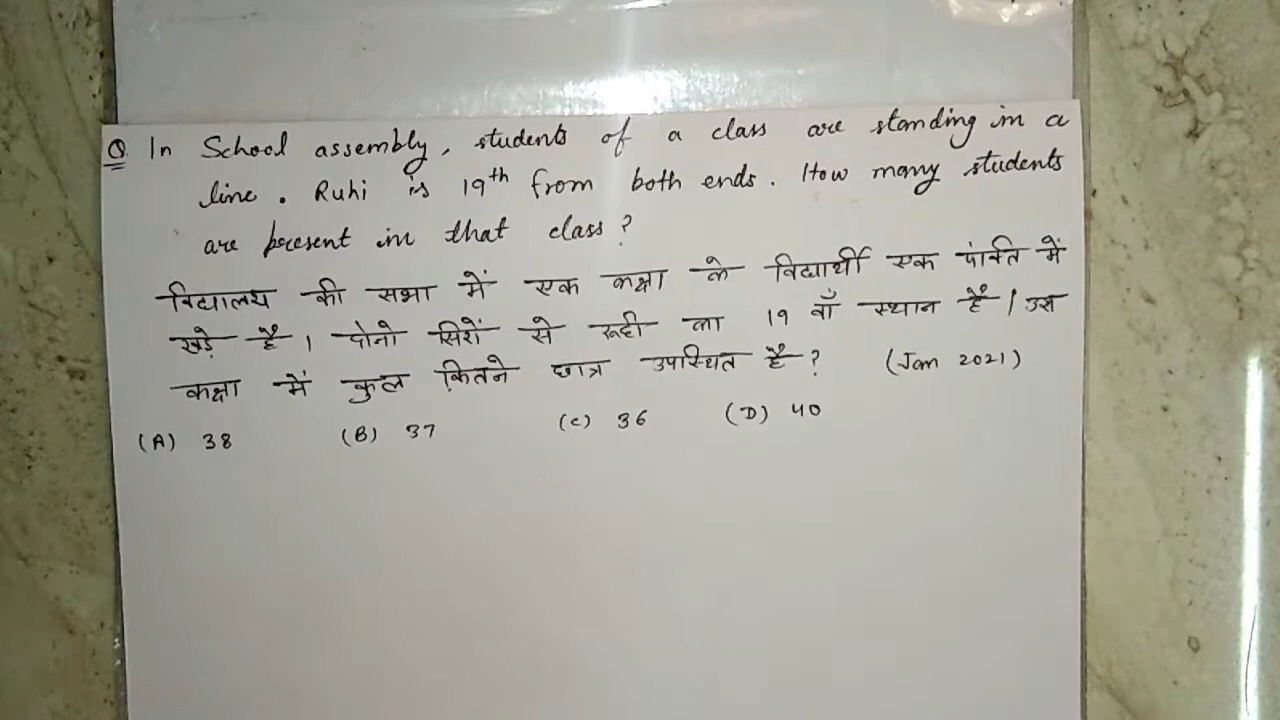 Q. In School assembly, students of a class are standing in a
line. Ruhi is 19th from both ends. How many students
are present in that class?
विद्यालय की सभा में एक कक्षा के विद्यार्थी एक पंक्ति में
खड़े है। दोनो सिरों से रूही का 19 वाँ स्थान है। उस
कक्षा में कुल कितने छात्र उपस्थित है? (Jan 2021)
(A) 38 (B) 37 (C) 36 (D) 40